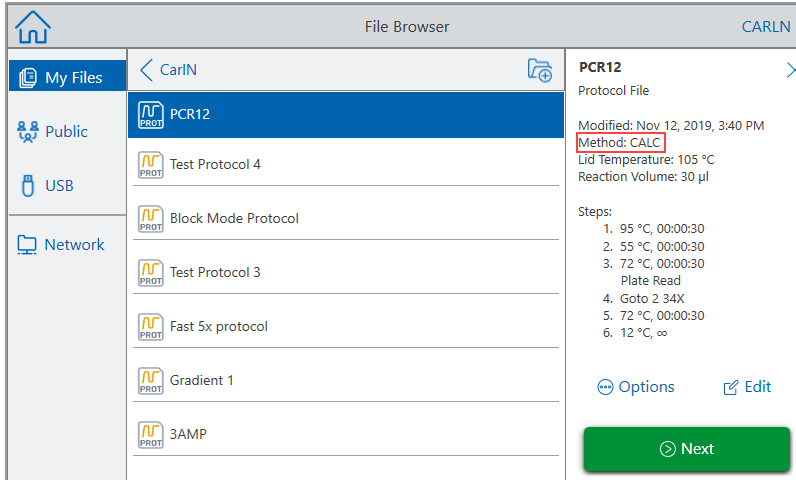 File Browser
CARLN
My Files
Public
USB
Network
CarIN
PROT
PCR12
PROT
Test Protocol 4
PROT
Block Mode Protocol
PROT
Test Protocol 3
PROT
Fast 5x protocol
PROT
Gradient 1
PROT
3AMP
PCR12
Protocol File
Modified: Nov 12, 2019, 3:40 PM
Method: CALC
Lid Temperature: 105 °C
Reaction Volume: 30 µl
Steps:
1. 95 °C, 00:00:30
2. 55 °C, 00:00:30
3. 72 °C, 00:00:30
Plate Read
4. Goto 2 34X
5. 72 °C, 00:00:30
6. 12 °C, ∞
Options
Edit
Next